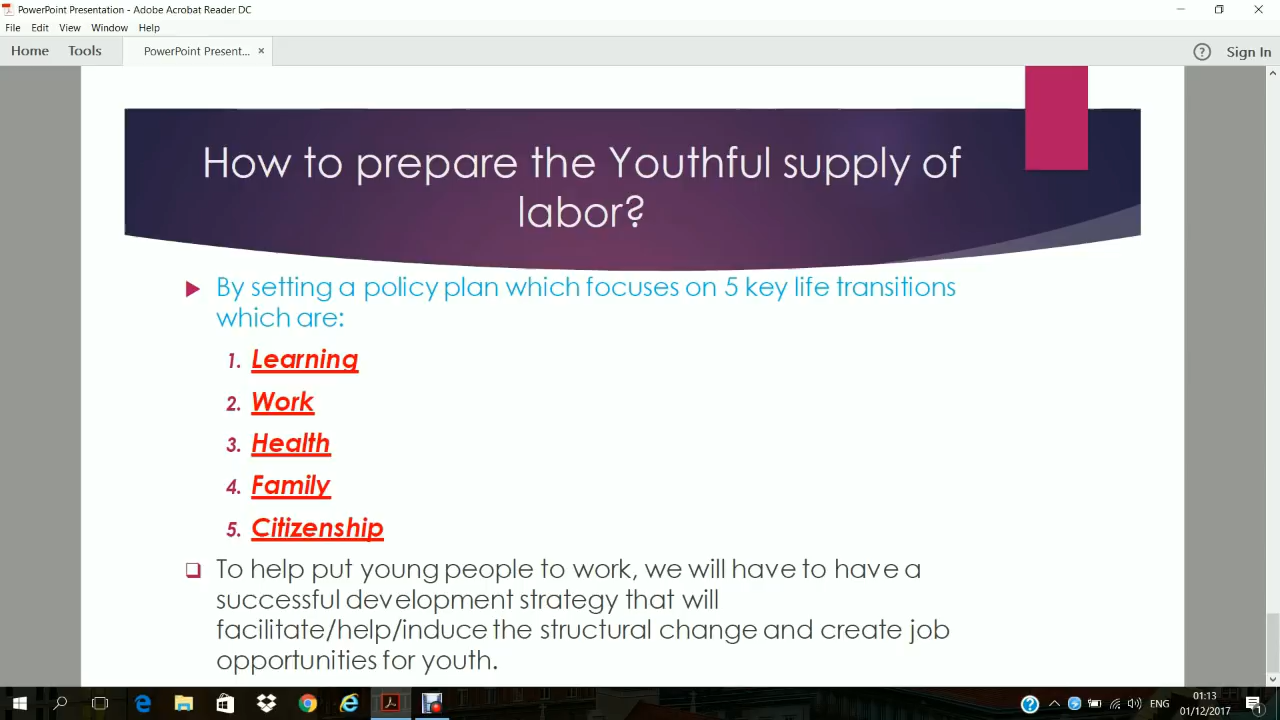 PowerPoint Presentation - Adobe Acrobat Reader DC
File Edit View Window Help
Home Tools PowerPoint Present... × ? Sign In
How to prepare the Youthful supply of
labor?
By setting a policy plan which focuses on 5 key life transitions
which are:
1. Learning
2. Work
3. Health
4. Family
5. Citizenship
To help put young people to work, we will have to have a
successful development strategy that will
facilitate/help/induce the structural change and create job
opportunities for youth.
ENG
01:13
01/12/2017
1